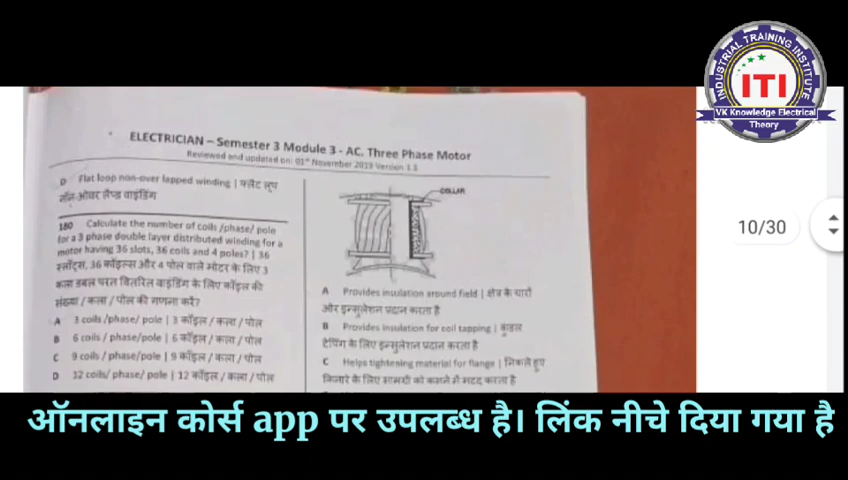 INDUSTRIAL TRAINING INSTITUTE
ITI
VK Knowledge Electrical
Theory
ELECTRICIAN – Semester 3 Module 3 - AC. Three Phase Motor
Reviewed and updated on: 01st November 2019 Version 1.1
D Flat loop non-over lapped winding | फ्लैट लूप
नॉन-ओवर लैप्ड वाइंडिंग
180 Calculate the number of coils /phase/ pole
for a 3 phase double layer distributed winding for a
motor having 36 slots, 36 coils and 4 poles? | 36
स्लॉट्स, 36 कॉइल्स और 4 पोल वाले मोटर के लिए 3
कला डबल परत वितरित वाइंडिंग के लिए कॉइल की
संख्या / कला / पोल की गणना करें?
A 3 coils /phase/ pole | 3 कॉइल / कला / पोल
B 6 coils / phase/pole | 6 कॉइल / कला / पोल
C 9 coils / phase/pole | 9 कॉइल / कला / पोल
D 12 coils/ phase/ pole | 12 कॉइल / कला / पोल
COLLAR
A Provides insulation around field | क्षेत्र के चारों
ओर इन्सुलेशन प्रदान करता है
B Provides insulation for coil tapping | कुंडल
टैपिंग के लिए इन्सुलेशन प्रदान करता है
C Helps tightening material for flange | निकले हुए
किनारे के लिए सामग्री को कसने में मदद करता है
10/30
ऑनलाइन कोर्स app पर उपलब्ध है। लिंक नीचे दिया गया है